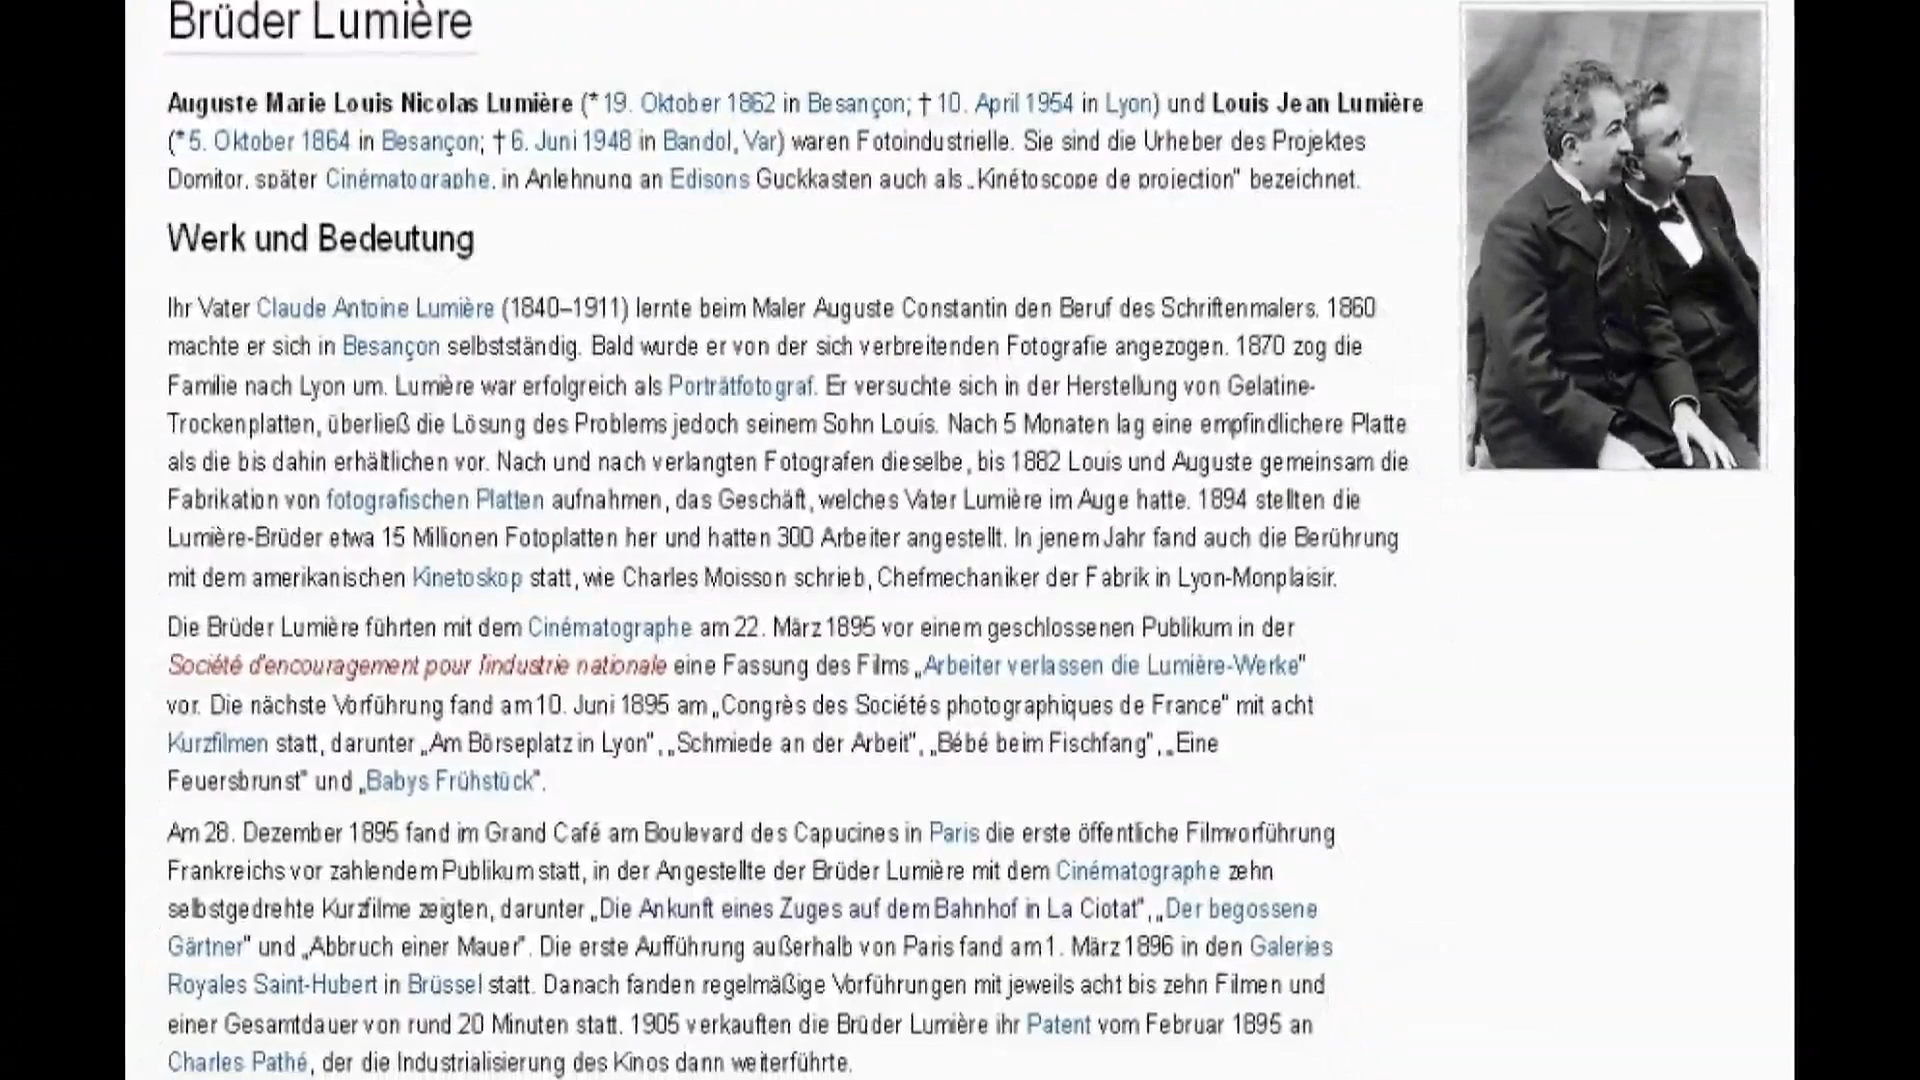 Brüder Lumière
Auguste Marie Louis Nicolas Lumière (* 19. Oktober 1862 in Besançon; † 10. April 1954 in Lyon) und Louis Jean Lumière
(* 5. Oktober 1864 in Besançon; † 6. Juni 1948 in Bandol, Var) waren Fotoindustrielle. Sie sind die Urheber des Projektes
Domitor, später Cinématographe, in Anlehnung an Edisons Guckkasten auch als „Kinétoscope de projection" bezeichnet.
Werk und Bedeutung
Ihr Vater Claude Antoine Lumière (1840–1911) lernte beim Maler Auguste Constantin den Beruf des Schriftenmalers. 1860
machte er sich in Besançon selbstständig. Bald wurde er von der sich verbreitenden Fotografie angezogen. 1870 zog die
Familie nach Lyon um. Lumière war erfolgreich als Porträtfotograf. Er versuchte sich in der Herstellung von Gelatine-
Trockenplatten, überließ die Lösung des Problems jedoch seinem Sohn Louis. Nach 5 Monaten lag eine empfindlichere Platte
als die bis dahin erhältlichen vor. Nach und nach verlangten Fotografen dieselbe, bis 1882 Louis und Auguste gemeinsam die
Fabrikation von fotografischen Platten aufnahmen, das Geschäft, welches Vater Lumière im Auge hatte. 1894 stellten die
Lumière-Brüder etwa 15 Millionen Fotoplatten her und hatten 300 Arbeiter angestellt. In jenem Jahr fand auch die Berührung
mit dem amerikanischen Kinetoskop statt, wie Charles Moisson schrieb, Chefmechaniker der Fabrik in Lyon-Monplaisir.
Die Brüder Lumière führten mit dem Cinématographe am 22. März 1895 vor einem geschlossenen Publikum in der
Société d'encouragement pour l'industrie nationale eine Fassung des Films „Arbeiter verlassen die Lumière-Werke"
vor. Die nächste Vorführung fand am 10. Juni 1895 am „Congrès des Sociétés photographiques de France" mit acht
Kurzfilmen statt, darunter „Am Börseplatz in Lyon", „Schmiede an der Arbeit", „Bébé beim Fischfang", „Eine
Feuersbrunst" und „Babys Frühstück".
Am 28. Dezember 1895 fand im Grand Café am Boulevard des Capucines in Paris die erste öffentliche Filmvorführung
Frankreichs vor zahlendem Publikum statt, in der Angestellte der Brüder Lumière mit dem Cinématographe zehn
selbstgedrehte Kurzfilme zeigten, darunter „Die Ankunft eines Zuges auf dem Bahnhof in La Ciotat", „Der begossene
Gärtner" und „Abbruch einer Mauer". Die erste Aufführung außerhalb von Paris fand am 1. März 1896 in den Galeries
Royales Saint-Hubert in Brüssel statt. Danach fanden regelmäßige Vorführungen mit jeweils acht bis zehn Filmen und
einer Gesamtdauer von rund 20 Minuten statt. 1905 verkauften die Brüder Lumière ihr Patent vom Februar 1895 an
Charles Pathé, der die Industrialisierung des Kinos dann weiterführte.